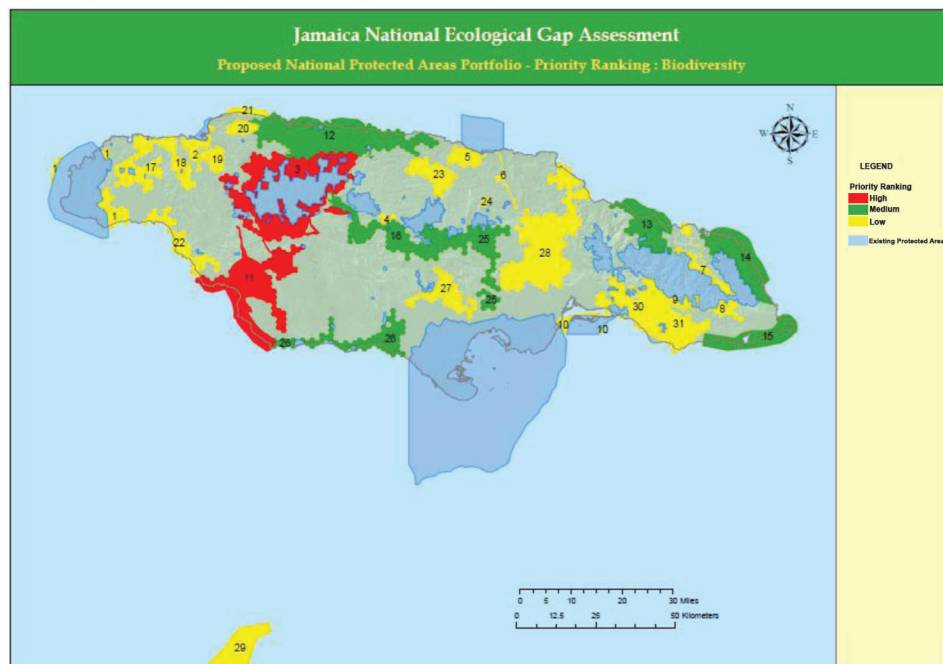 Jamaica National Ecological Gap Assessment
Proposed National Protected Areas Portfolio - Priority Ranking : Biodiversity
N
W E
S
LEGEND
Priority Ranking
High
Medium
Low
Existing Protected Area
21
20
12
1
1
17
18
2
19
3
5
23
6
24
1
4
16
25
22
13
14
28
7
11
27
25
30
9
8
31
10
10
15
26
26
0 5 10 20 30 Miles
0 12.5 25 50 Kilometers
29